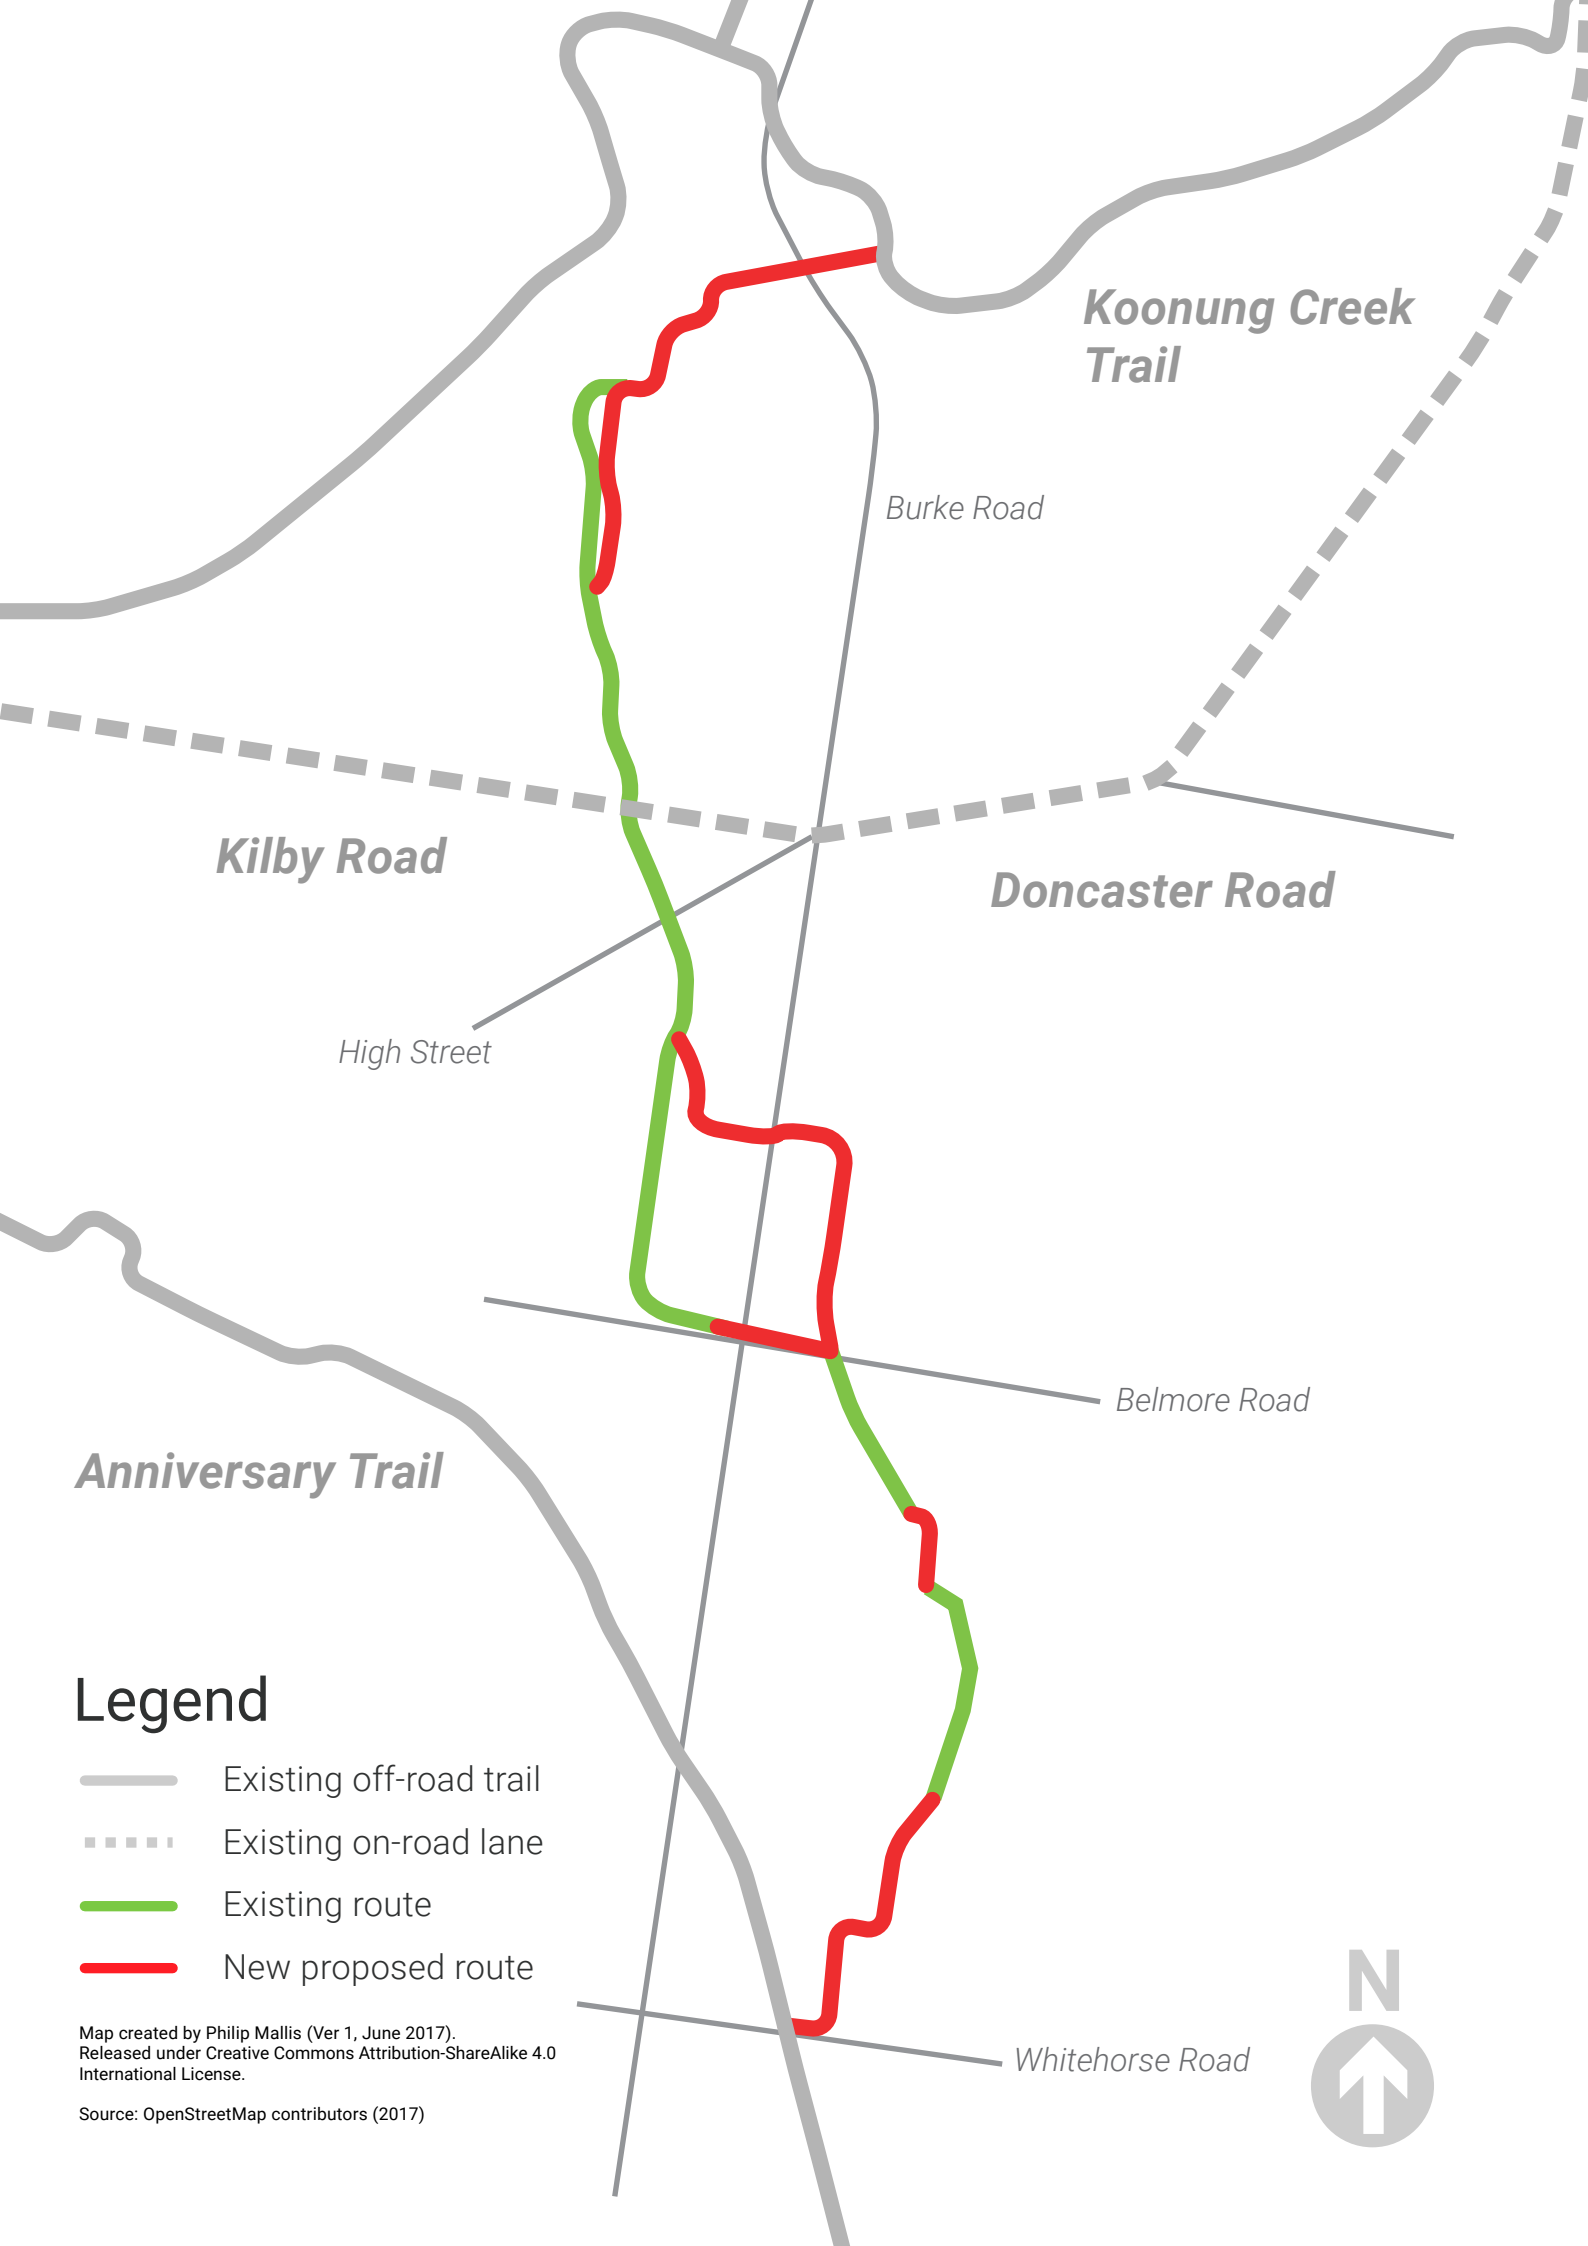 Koonung Creek
Trail
Burke Road
Kilby Road
Doncaster Road
High Street
Belmore Road
Anniversary Trail
Legend
Existing off-road trail
Existing on-road lane
Existing route
New proposed route
N
Map created by Philip Mallis (Ver 1, June 2017).
Released under Creative Commons Attribution-ShareAlike 4.0
International License.
Whitehorse Road
Source: OpenStreetMap contributors (2017)